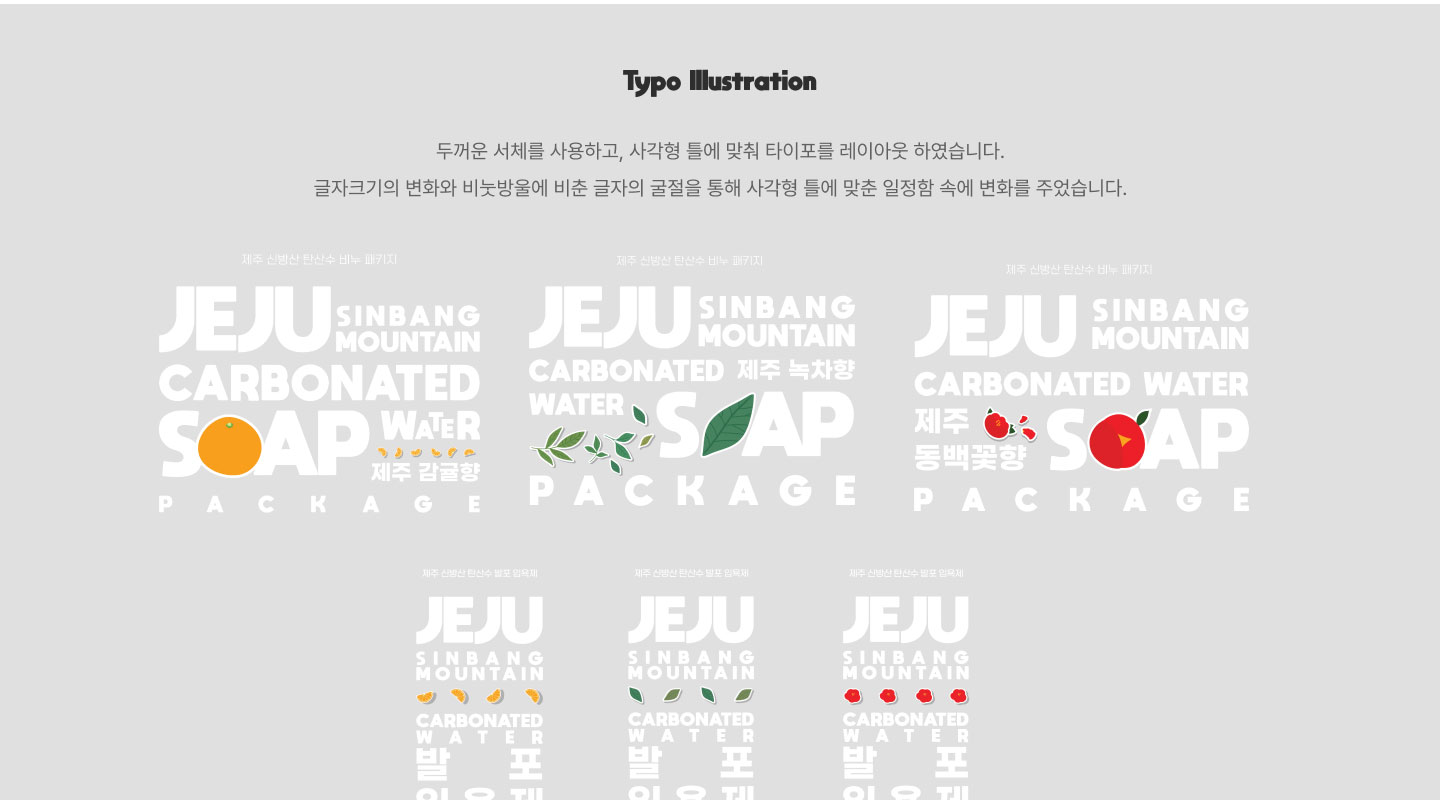 Typo Illustration
두꺼운 서체를 사용하고, 사각형 틀에 맞춰 타이포를 레이아웃 하였습니다.
글자크기의 변화와 비눗방울에 비춘 글자의 굴절을 통해 사각형 틀에 맞춘 일정함 속에 변화를 주었습니다.
제주 신방산 탄산수 비누 패키지
JEJU SINBANG
MOUNTAIN
CARBONATED
SOAP WATER
제주 감귤향
PACKAGE
제주 신방산 탄산수 비누 패키지
JEJU SINBANG
MOUNTAIN
CARBONATED 제주 녹차향
WATER SOAP
PACKAGE
제주 신방산 탄산수 비누 패키지
JEJU SINBANG
MOUNTAIN
CARBONATED WATER
제주 SOAP
동백꽃향
PACKAGE
제주 신방산 탄산수 발포 입욕제
JEJU
SINBANG
MOUNTAIN
CARBONATED
WATER
발포
제주 신방산 탄산수 발포 입욕제
JEJU
SINBANG
MOUNTAIN
CARBONATED
WATER
발포
제주 신방산 탄산수 발포 입욕제
JEJU
SINBANG
MOUNTAIN
CARBONATED
WATER
발포